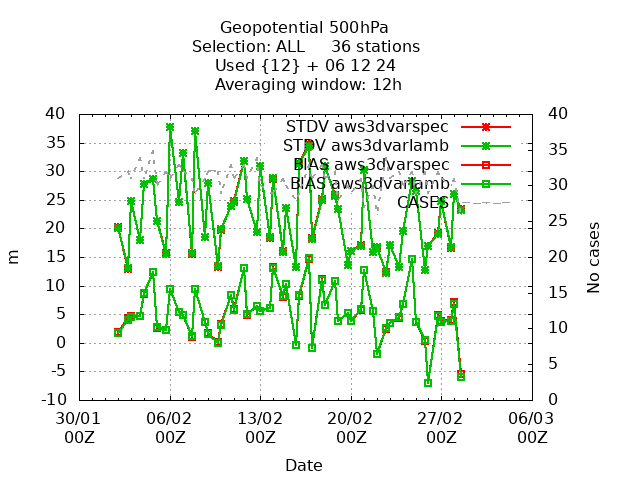 Geopotential 500hPa
Selection: ALL     36 stations
Used {12} + 06 12 24
Averaging window: 12h
STDV aws3dvarspec
STDV aws3dvarlamb
BIAS aws3dvarspec
BIAS aws3dvarlamb
CASES
40
35
30
25
20
15
10
5
0
-5
-10
m
40
35
30
25
20
15
10
5
0
No cases
30/01 06/02 13/02 20/02 27/02 06/03
00Z 00Z 00Z 00Z 00Z 00Z
Date